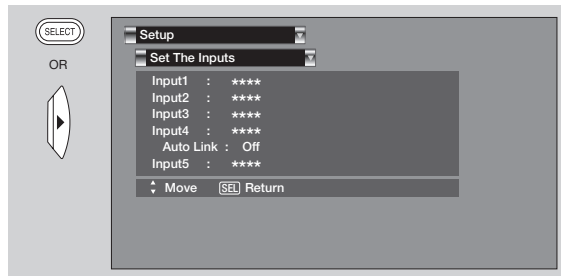 SELECT
OR
Setup
Set The Inputs
Input1 : ****
Input2 : ****
Input3 : ****
Input4 : ****
Auto Link : Off
Input5 : ****
Move SEL Return